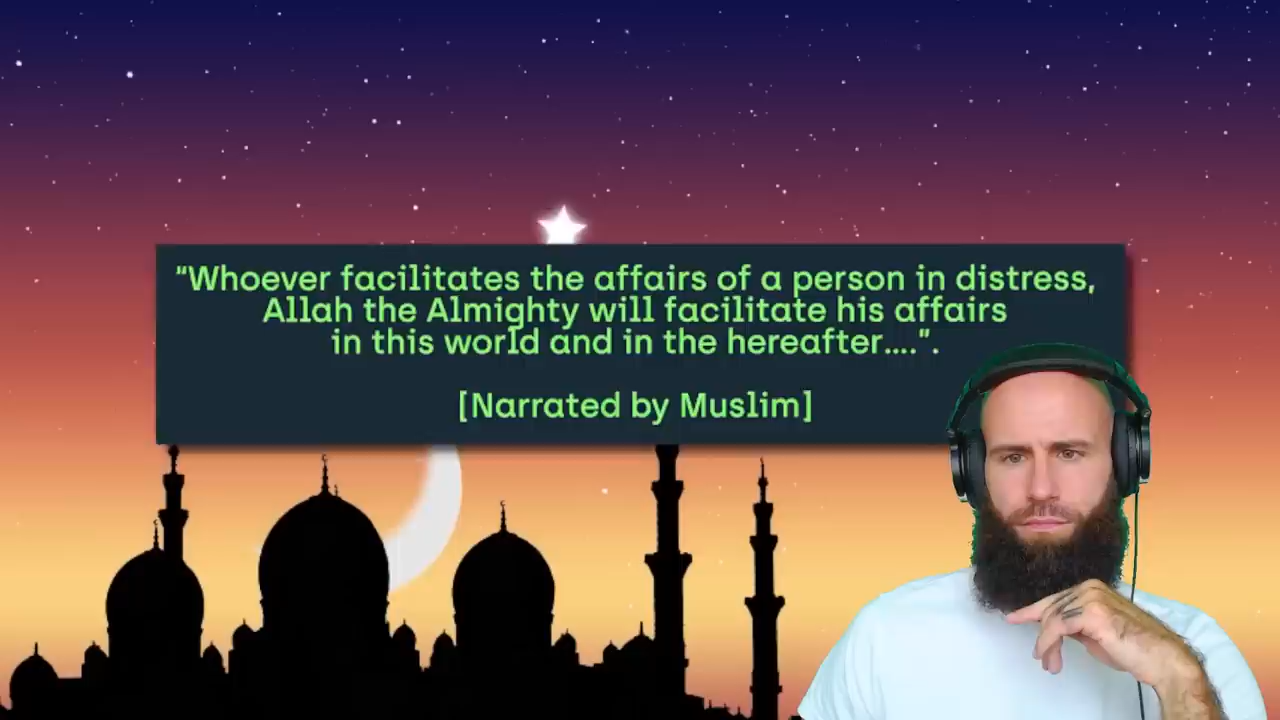 “Whoever facilitates the affairs of a person in distress,
Allah the Almighty will facilitate his affairs
in this world and in the hereafter....”.
[Narrated by Muslim]